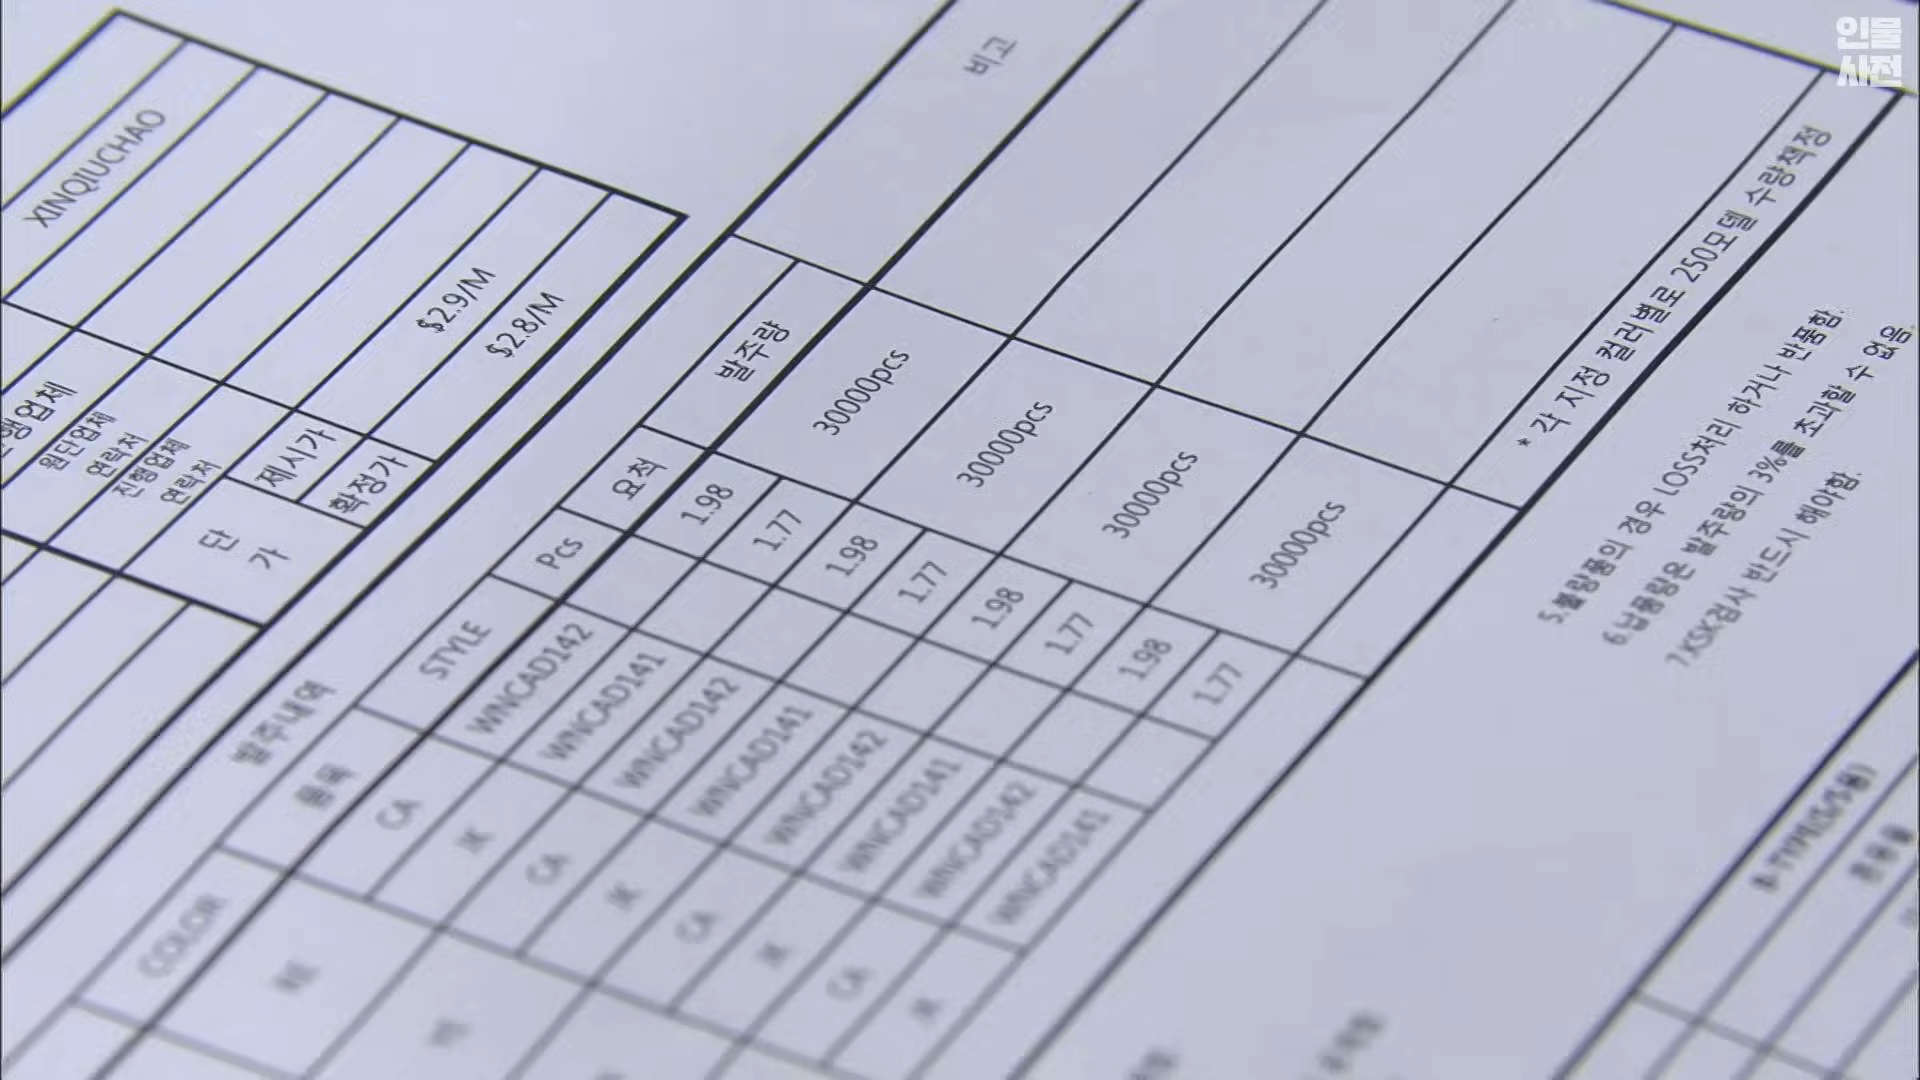 인물
사전
XINQIUCHAO
원단업체
연락처
진행업체
연락처
단가
제시가 $2.9/M
확정가 $2.8/M
발주내역
COLOR 품목 STYLE Pcs 요척 발주량 비고
CA WNCAD142 1.98 30000pcs
JK WNCAD141 1.77
CA WNCAD142 1.98 30000pcs
JK WNCAD141 1.77
CA WNCAD142 1.98 30000pcs
JK WNCAD141 1.77
CA WNCAD142 1.98 30000pcs
JK WNCAD141 1.77
* 각 지정 컬러별로 250모델 수량책정
5.불량품의 경우 LOSS처리 하거나 반품함.
6.납품량은 발주량의 3%를 초과할 수 없음.
7.KSK검사 반드시 해야함.